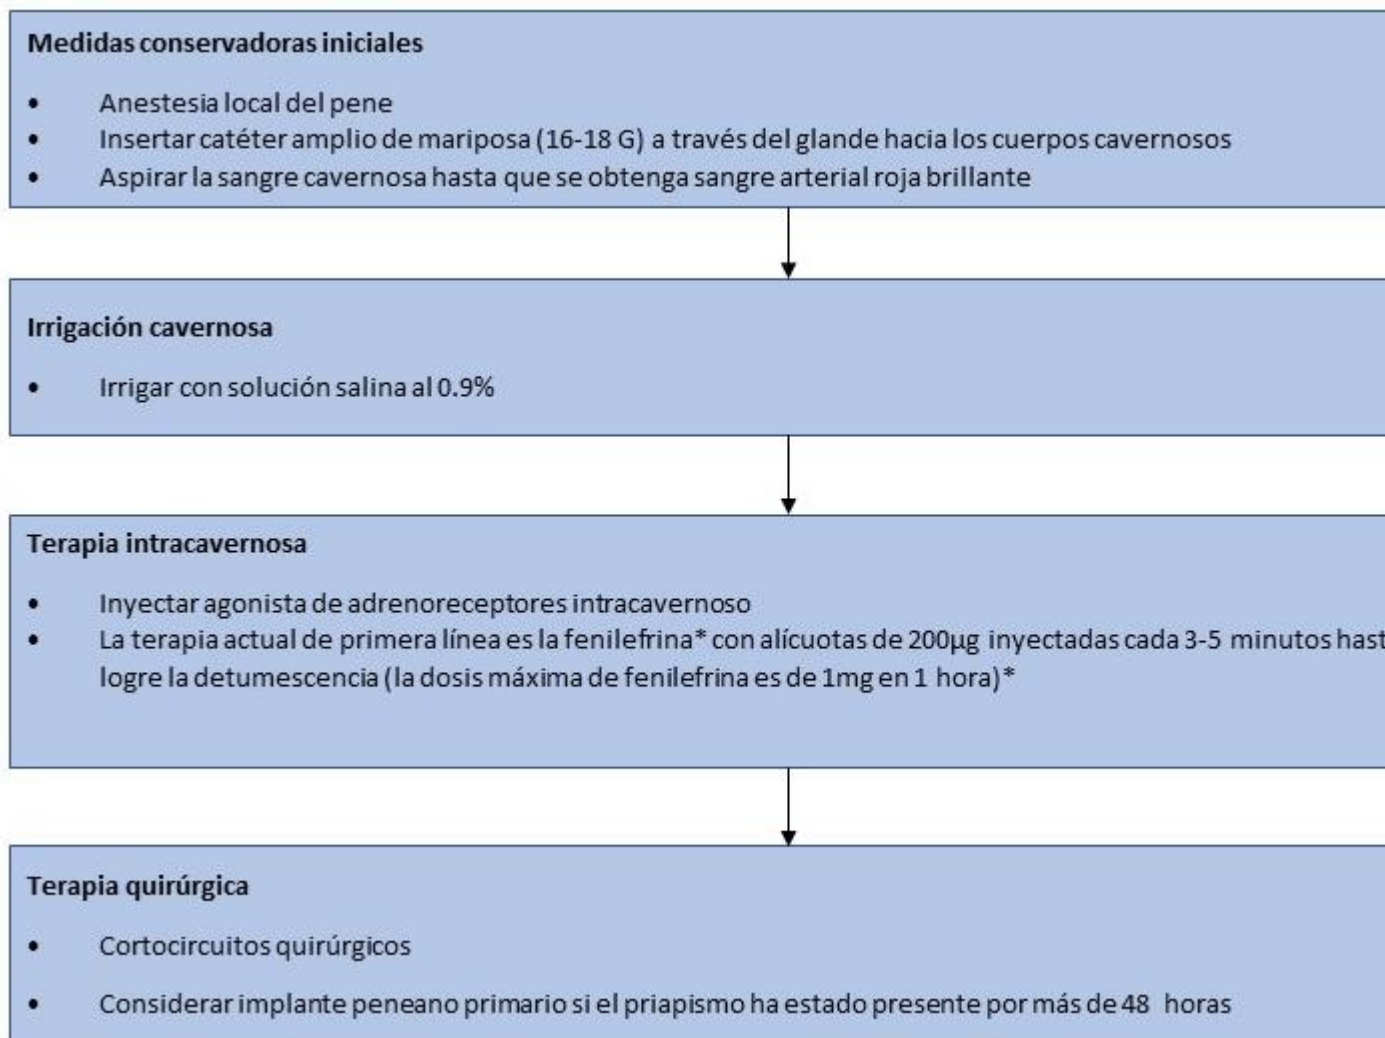 Medidas conservadoras iniciales
• Anestesia local del pene
• Insertar catéter amplio de mariposa (16-18 G) a través del glande hacia los cuerpos cavernosos
• Aspirar la sangre cavernosa hasta que se obtenga sangre arterial roja brillante
Irrigación cavernosa
• Irrigar con solución salina al 0.9%
Terapia intracavernosa
• Inyectar agonista de adrenoreceptores intracavernoso
• La terapia actual de primera línea es la fenilefrina* con alícuotas de 200µg inyectadas cada 3-5 minutos hast
logre la detumescencia (la dosis máxima de fenilefrina es de 1mg en 1 hora)*
Terapia quirúrgica
• Cortocircuitos quirúrgicos
• Considerar implante peneano primario si el priapismo ha estado presente por más de 48 horas